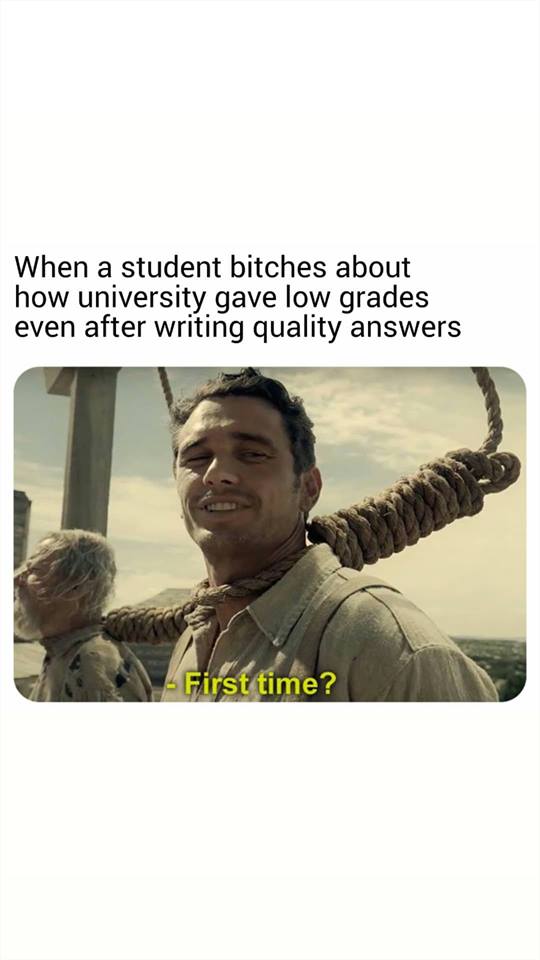 When a student bitches about
how university gave low grades
even after writing quality answers
- First time?